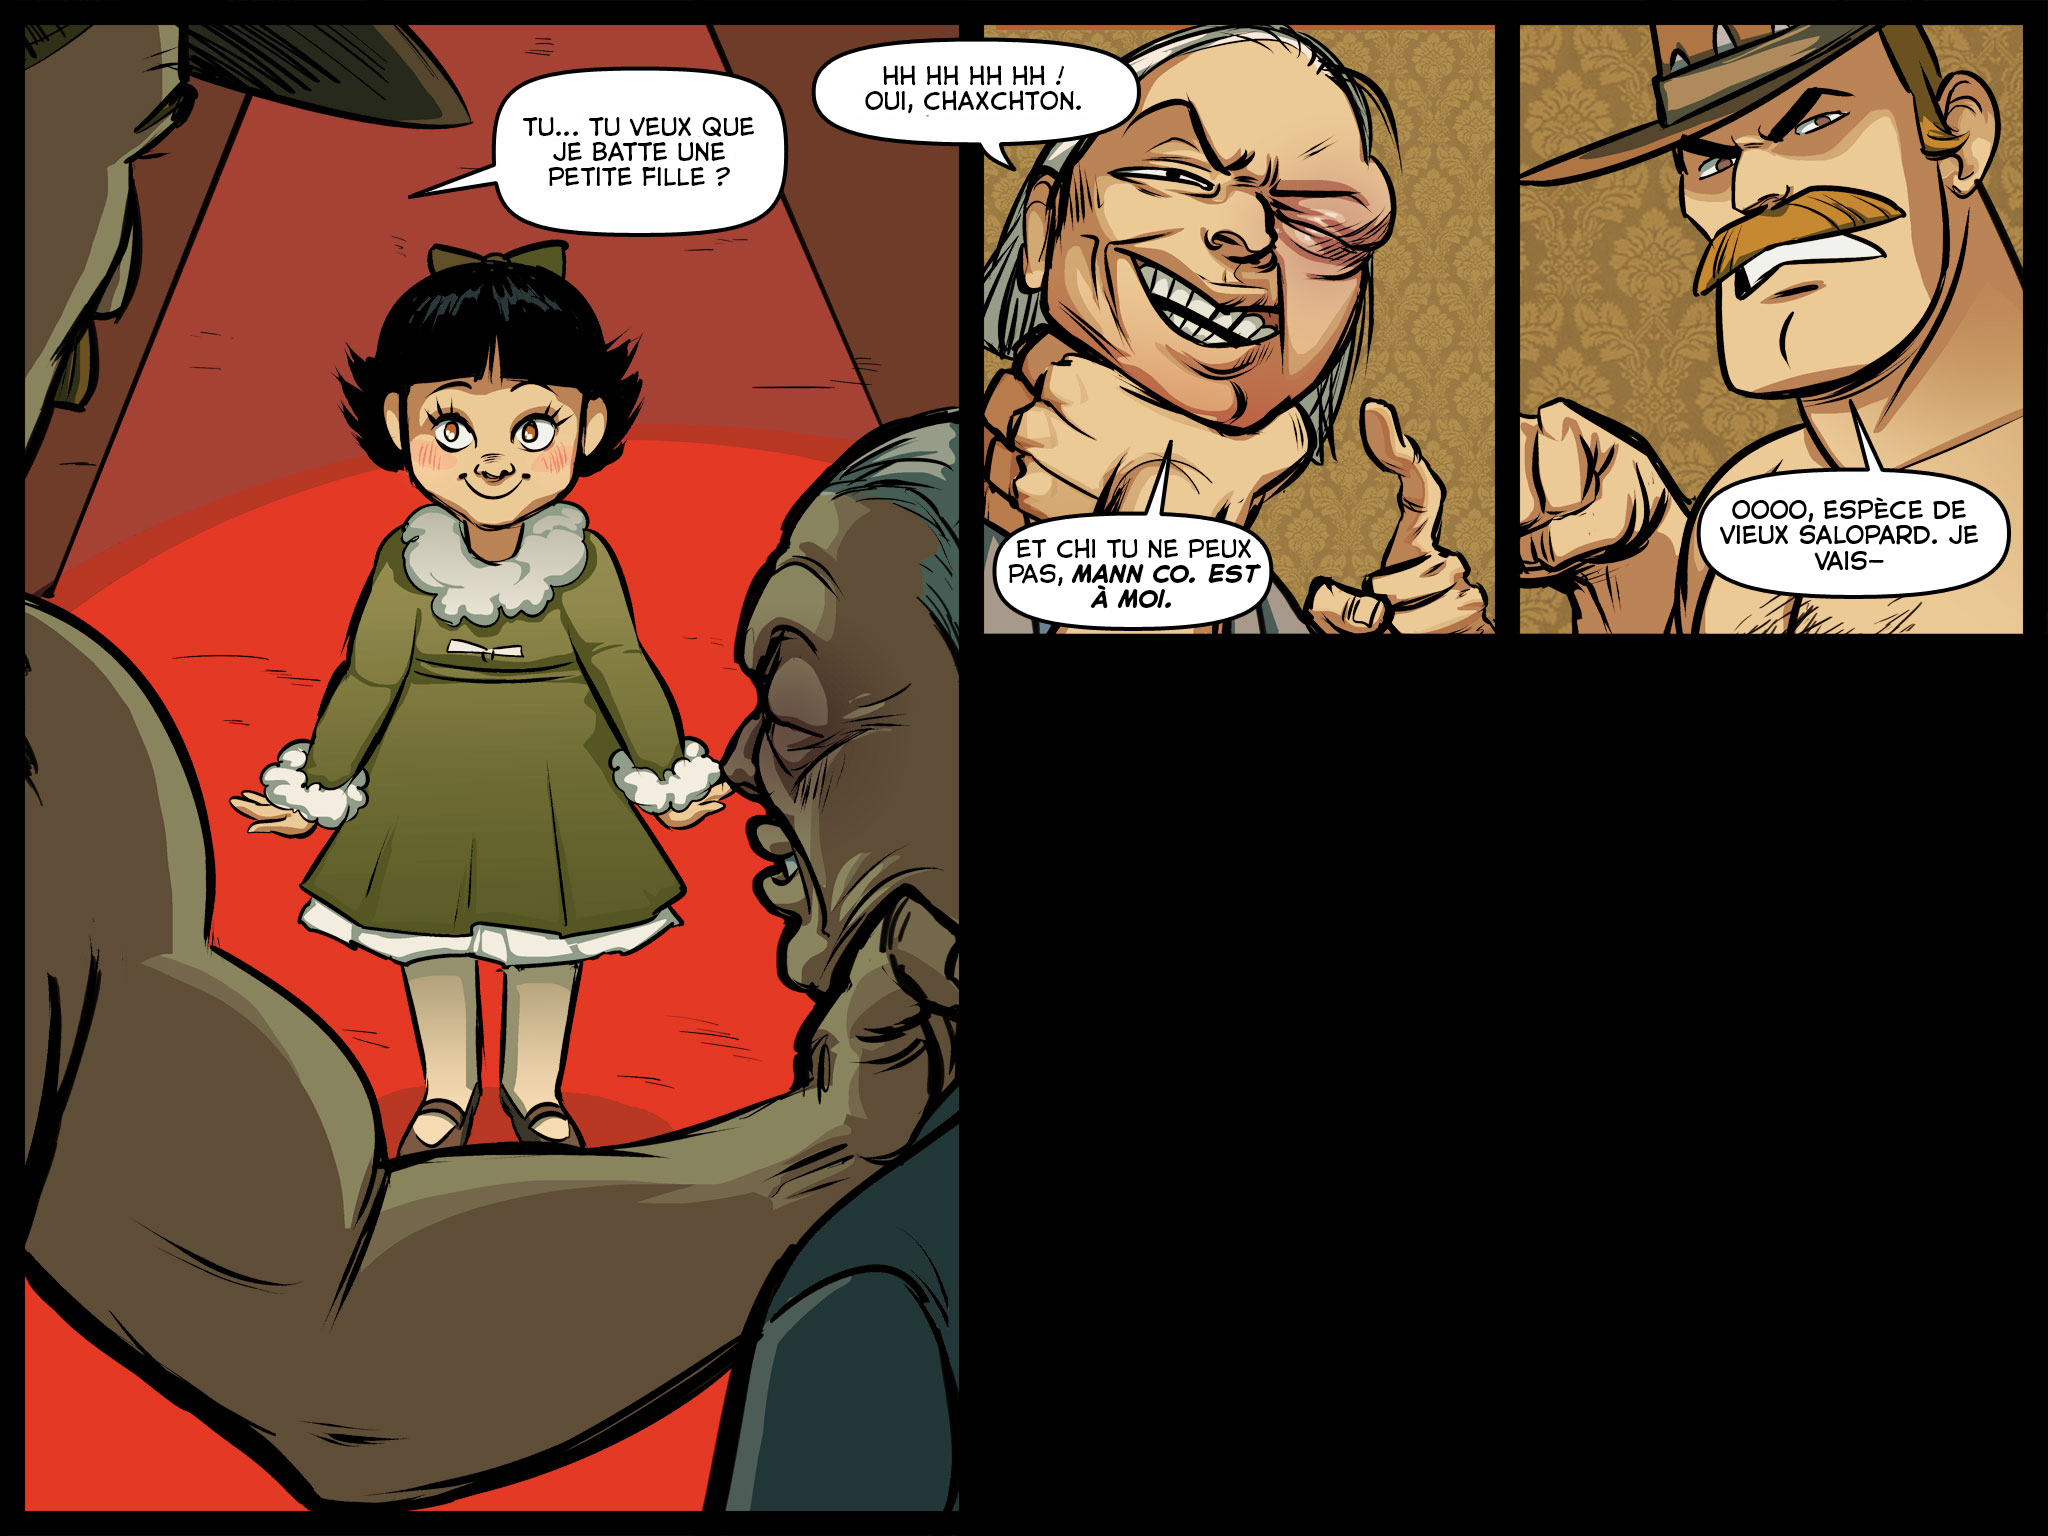 TU... TU VEUX QUE
JE BATTE UNE
PETITE FILLE ?
HH HH HH HH !
OUI, CHAXCHTON.
ET CHI TU NE PEUX
PAS, MANN CO. EST
À MOI.
OOOO, ESPÈCE DE
VIEUX SALOPARD. JE
VAIS–